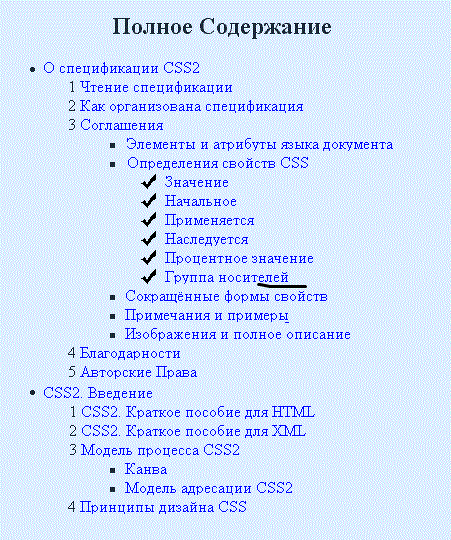 Полное Содержание
О спецификации CSS2
1 Чтение спецификации
2 Как организована спецификация
3 Соглашения
Элементы и атрибуты языка документа
Определения свойств CSS
Значение
Начальное
Применяется
Наследуется
Процентное значение
Группа носителей
Сокращённые формы свойств
Примечания и примеры
Изображения и полное описание
4 Благодарности
5 Авторские Права
CSS2. Введение
1 CSS2. Краткое пособие для HTML
2 CSS2. Краткое пособие для XML
3 Модель процесса CSS2
Канва
Модель адресации CSS2
4 Принципы дизайна CSS